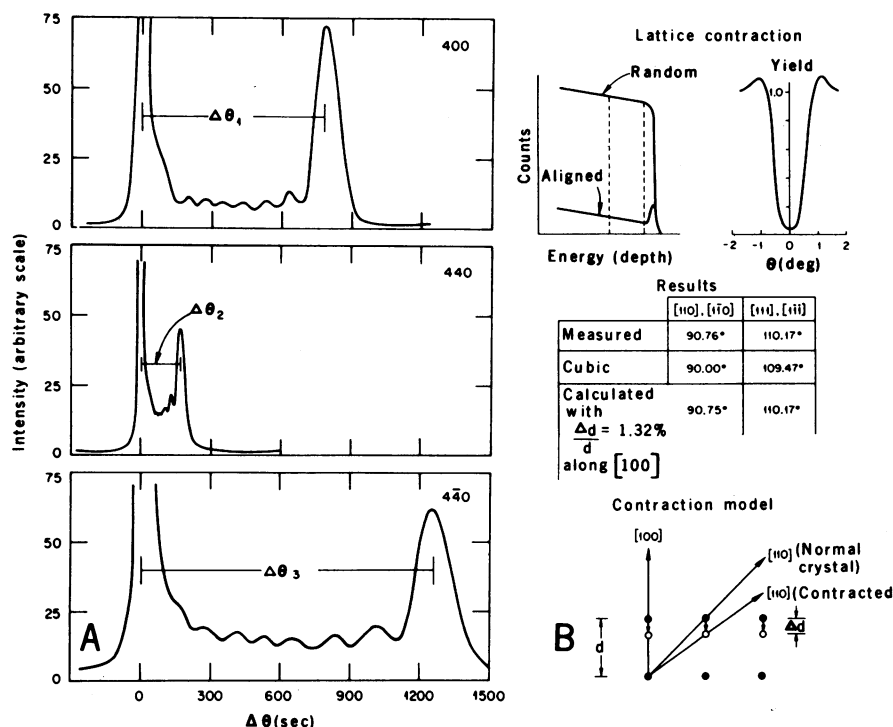 400
75
50
25
0
Δθ₁
440
75
50
25
0
Δθ₂
44̄0
75
50
25
0
Δθ₃
A
0 300 600 900 1200 1500
Δθ(sec)
Intensity (arbitrary scale)
Lattice contraction
Random
Aligned
Counts
Energy (depth)
Yield
1.0
-2 -1 0 1 2
θ(deg)
Results
[110], [11̄0] [111], [11̄1̄]
Measured 90.76° 110.17°
Cubic 90.00° 109.47°
Calculated
with 90.75° 110.17°
Δd/d = 1.32%
along [100]
Contraction model
[100]
[110] (Normal
crystal)
[110] (Contracted
d
B
Δd